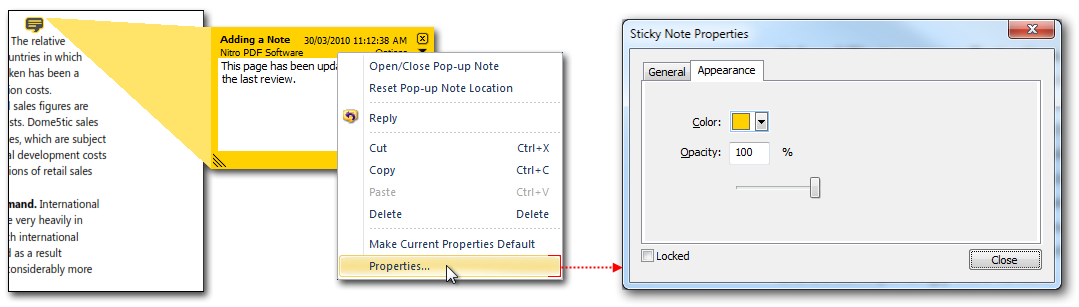 The relative
untries in which
ken has been a
ion costs.
l sales figures are
sts. Dome5tic sales
es, which are subject
al development costs
ions of retail sales
mand. International
e very heavily in
th international
d as a result
considerably more
Adding a Note 30/03/2010 11:12:38 AM
Nitro PDF Software Options
This page has been upda
the last review.
Open/Close Pop-up Note
Reset Pop-up Note Location
Reply
Cut Ctrl+X
Copy Ctrl+C
Paste Ctrl+V
Delete Delete
Make Current Properties Default
Properties...
Sticky Note Properties
General Appearance
Color:
Opacity: 100 %
Locked
Close